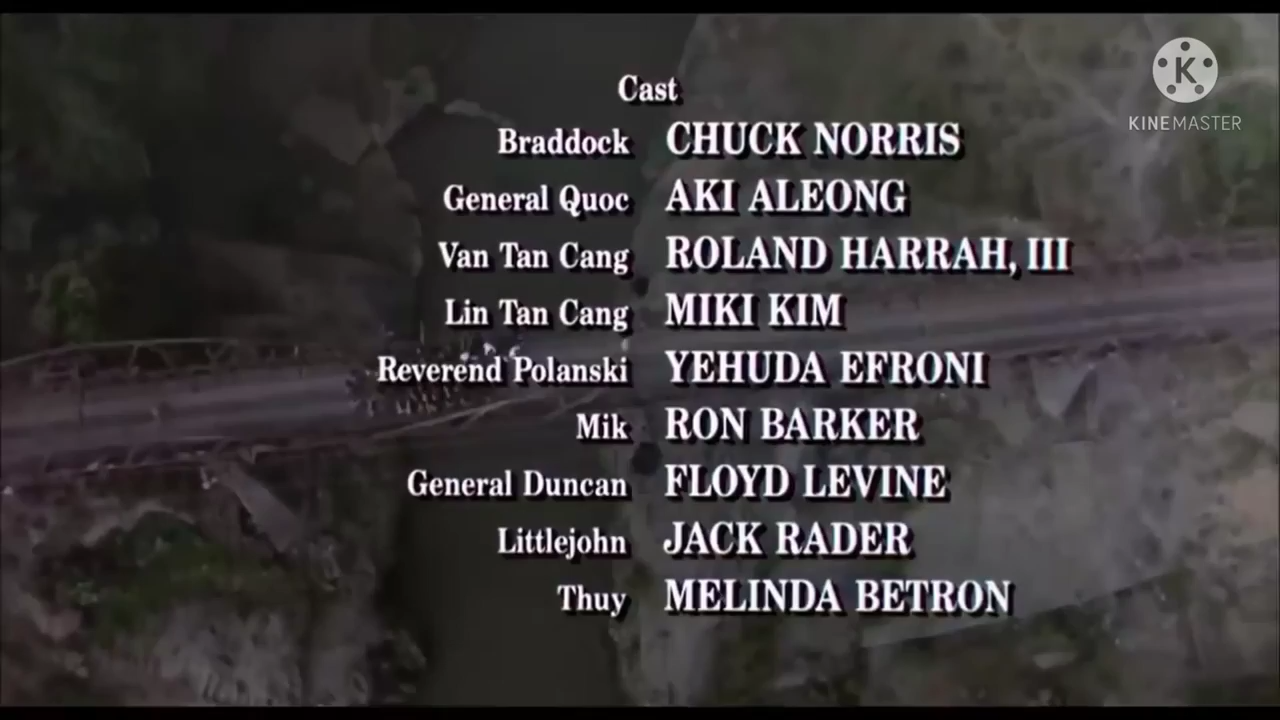 Cast
Braddock CHUCK NORRIS
General Quoc AKI ALEONG
Van Tan Cang ROLAND HARRAH, III
Lin Tan Cang MIKI KIM
Reverend Polanski YEHUDA EFRONI
Mik RON BARKER
General Duncan FLOYD LEVINE
Littlejohn JACK RADER
Thuy MELINDA BETRON
K
KINEMASTER